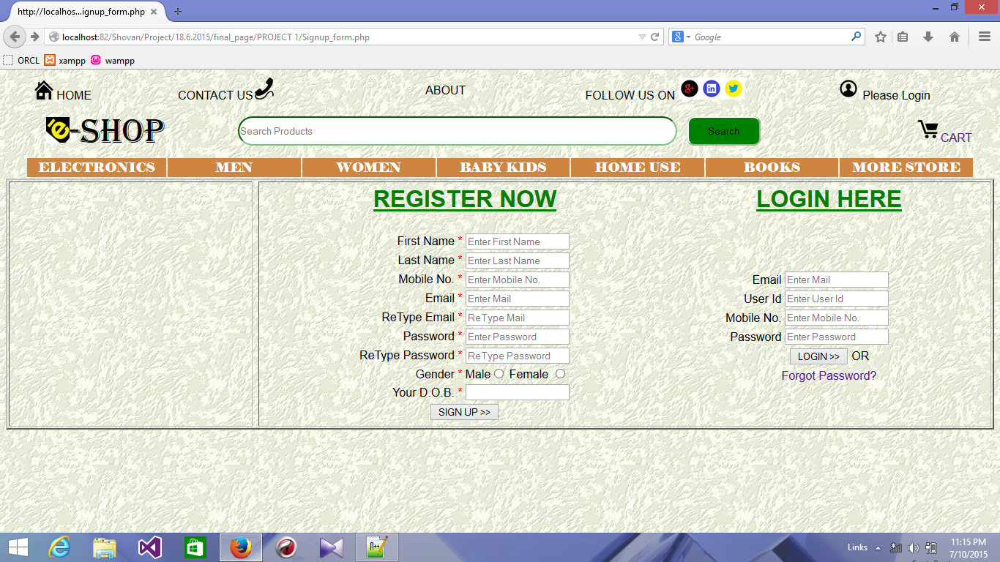 http://localhos...ignup_form.php
localhost:82/Shovan/Project/18.6.2015/final_page/PROJECT 1/Signup_form.php
Google
ORCL xampp wampp
HOME CONTACT US ABOUT FOLLOW US ON Please Login
e-SHOP Search Products Search CART
ELECTRONICS MEN WOMEN BABY KIDS HOME USE BOOKS MORE STORE
REGISTER NOW
First Name * Enter First Name
Last Name * Enter Last Name
Mobile No. * Enter Mobile No.
Email * Enter Mail
ReType Email * ReType Mail
Password * Enter Password
ReType Password * ReType Password
Gender * Male Female
Your D.O.B. *
SIGN UP >>
LOGIN HERE
Email Enter Mail
User Id Enter User Id
Mobile No. Enter Mobile No.
Password Enter Password
LOGIN >> OR
Forgot Password?
Links 11:15 PM
7/10/2015